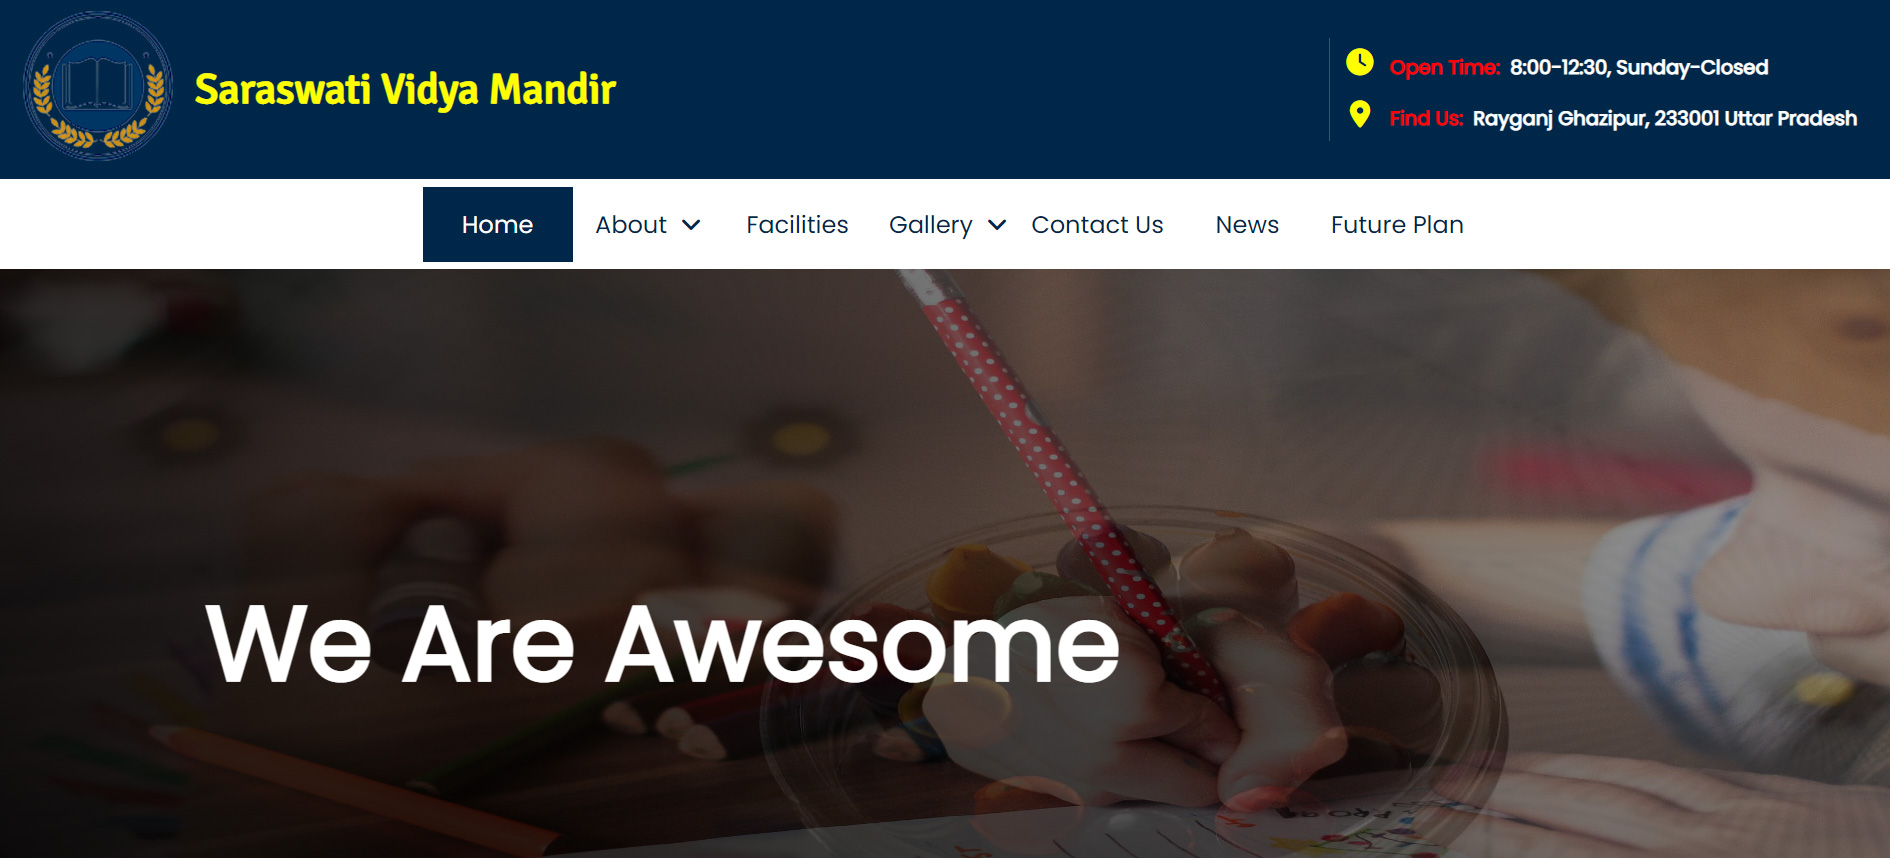 Saraswati Vidya Mandir
Open Time: 8:00-12:30, Sunday-Closed
Find Us: Rayganj Ghazipur, 233001 Uttar Pradesh
Home About Facilities Gallery Contact Us News Future Plan
We Are Awesome